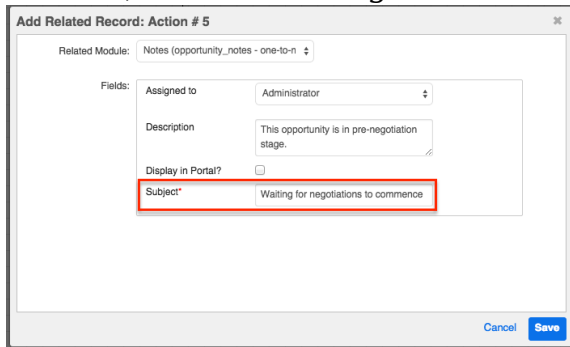 Add Related Record: Action # 5
Related Module: Notes (opportunity_notes - one-to-n
Fields:
Assigned to Administrator
Description This opportunity is in pre-negotiation
stage.
Display in Portal?
Subject* Waiting for negotiations to commence
Cancel Save